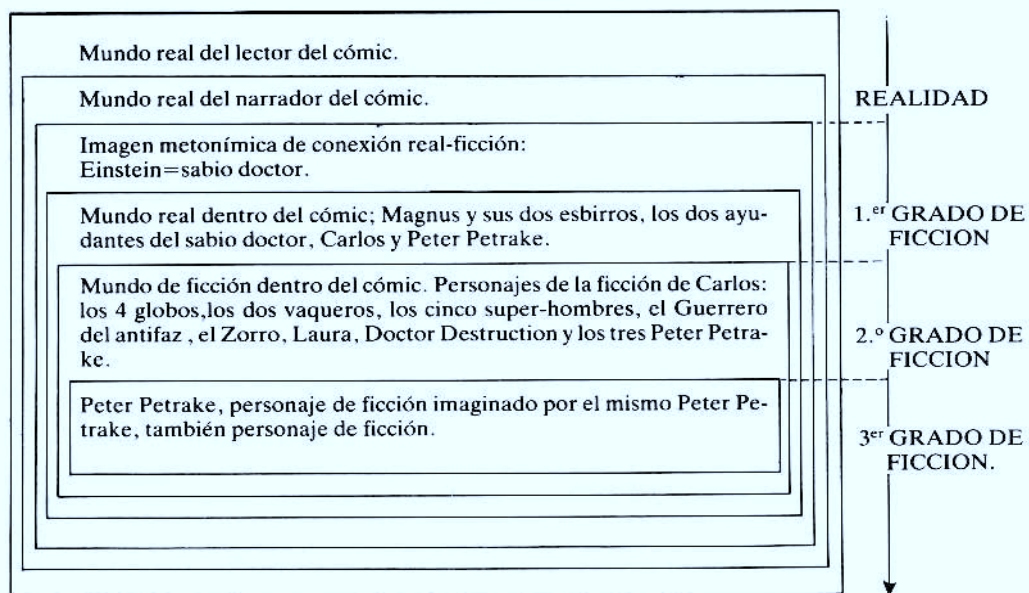 Mundo real del lector del cómic.
Mundo real del narrador del cómic.
REALIDAD
Imagen metonímica de conexión real-ficción:
Einstein=sabio doctor.
Mundo real dentro del cómic; Magnus y sus dos esbirros, los dos ayu-
dantes del sabio doctor, Carlos y Peter Petrake.
1.er GRADO DE
FICCION
Mundo de ficción dentro del cómic. Personajes de la ficción de Carlos:
los 4 globos,los dos vaqueros, los cinco super-hombres, el Guerrero
del antifaz , el Zorro, Laura, Doctor Destruction y los tres Peter Petra-
ke.
2.º GRADO DE
FICCION
Peter Petrake, personaje de ficción imaginado por el mismo Peter Pe-
trake, también personaje de ficción.
3er GRADO DE
FICCION.